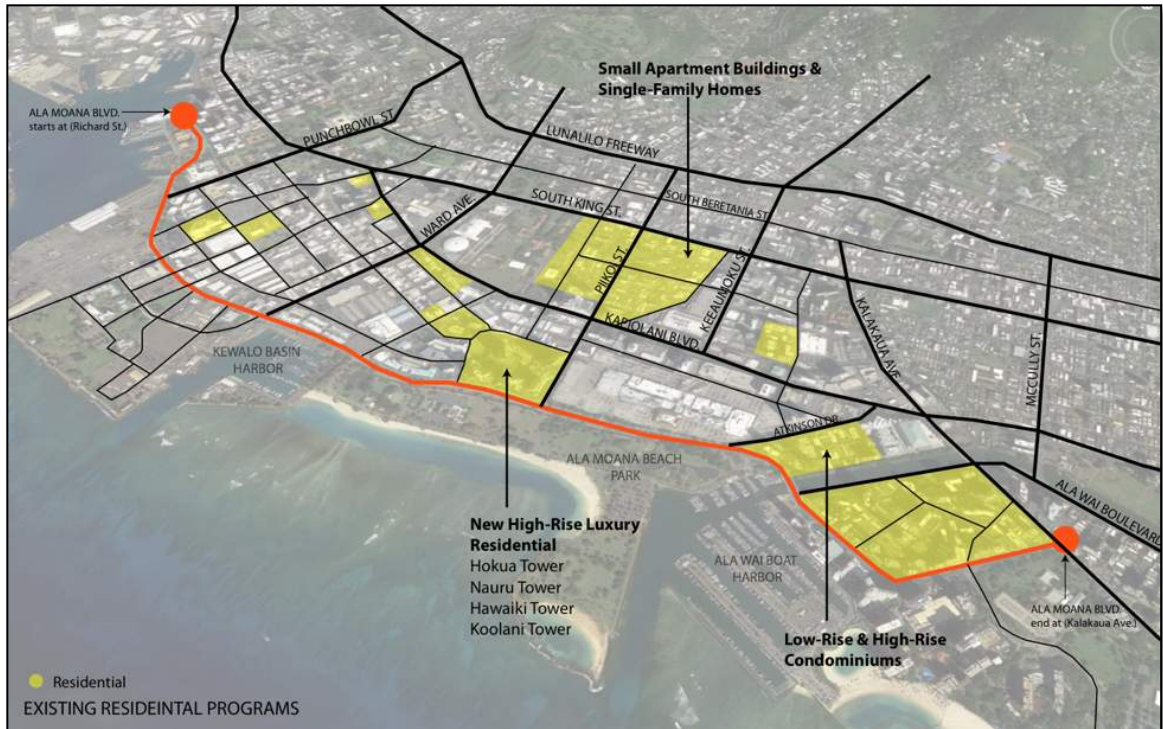 Small Apartment Buildings &
Single-Family Homes
ALA MOANA BLVD.
starts at (Richard St.)
PUNCHBOWL ST.
LUNALILO FREEWAY
SOUTH KING ST.
SOUTH BERETANIA ST.
WARD AVE.
PIIKOI ST.
KEEAUMOKU ST.
KAPIOLANI BLVD.
KALAKAUA AVE.
MCCULLY ST.
KEWALO BASIN
HARBOR
ATKINSON DR.
ALA MOANA BEACH
PARK
ALA WAI BOULEVARD
New High-Rise Luxury
Residential
Hokua Tower
Nauru Tower
Hawaiki Tower
Koolani Tower
ALA WAI BOAT
HARBOR
ALA MOANA BLVD.
end at (Kalakaua Ave.)
Low-Rise & High-Rise
Condominiums
Residential
EXISTING RESIDEINTAL PROGRAMS